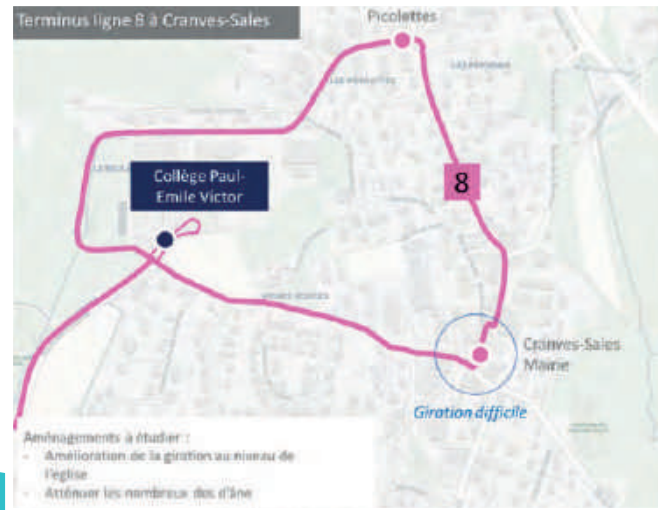 Terminus ligne 8 à Cranves-Sales
Picolettes
Collège Paul-
Emile Victor
8
Cranves-Sales
Mairie
Giration difficile
Aménagements à étudier :
- Amélioration de la giration au niveau de
l'église
- Atténuer les nombreux dos d'âne